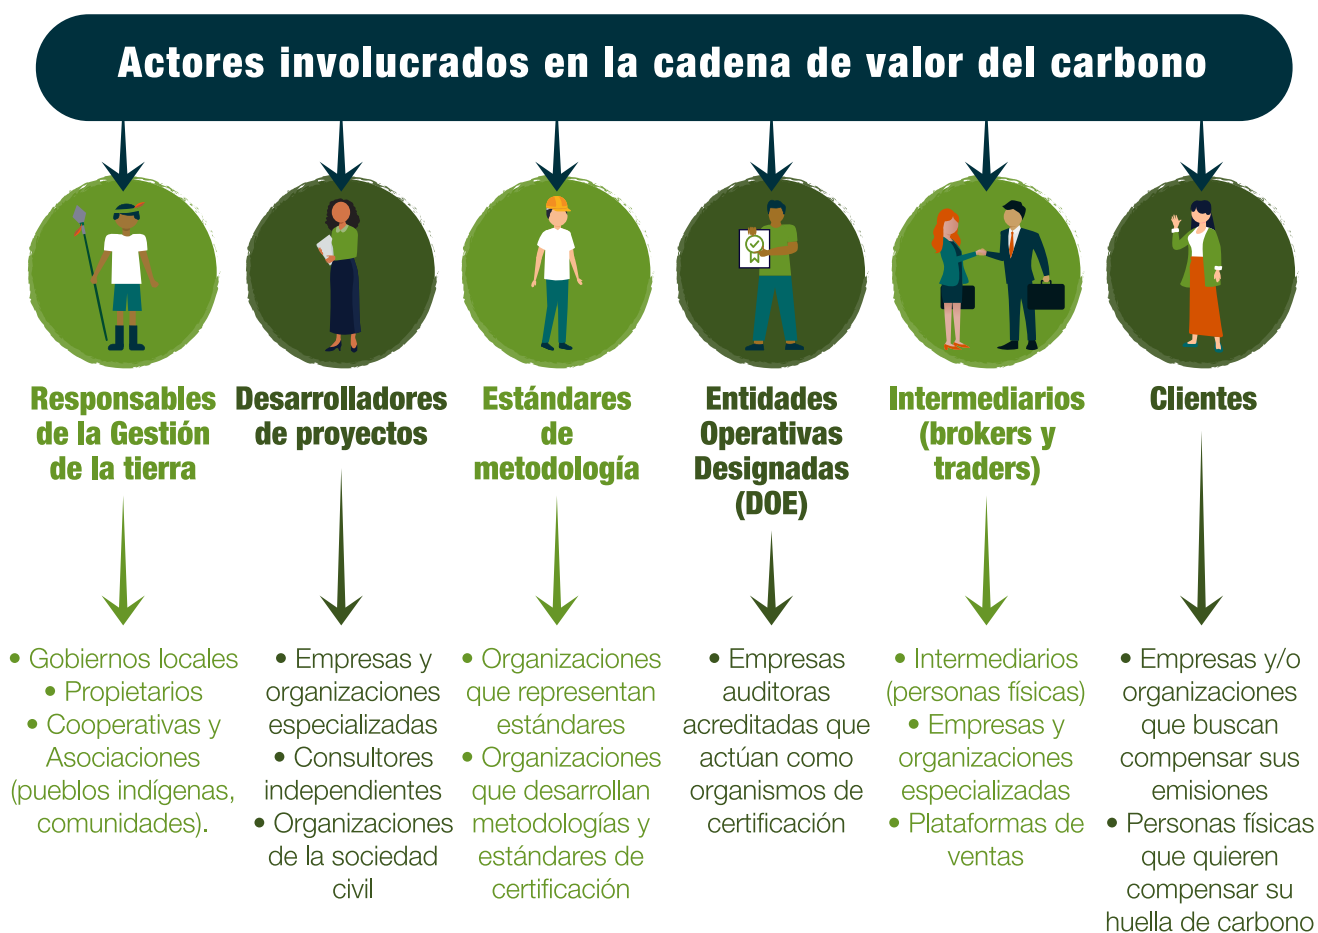 Actores involucrados en la cadena de valor del carbono
Responsables
de la Gestión
de la tierra
• Gobiernos locales
• Propietarios
• Cooperativas y
Asociaciones
(pueblos indígenas,
comunidades).
Desarrolladores
de proyectos
• Empresas y
organizaciones
especializadas
• Consultores
independientes
• Organizaciones
de la sociedad
civil
Estándares
de
metodología
• Organizaciones
que representan
estándares
• Organizaciones
que desarrollan
metodologías y
estándares de
certificación
Entidades
Operativas
Designadas
(DOE)
• Empresas
auditoras
acreditadas que
actúan como
organismos de
certificación
Intermediarios
(brokers y
traders)
• Intermediarios
(personas físicas)
• Empresas y
organizaciones
especializadas
• Plataformas de
ventas
Clientes
• Empresas y/o
organizaciones
que buscan
compensar sus
emisiones
• Personas físicas
que quieren
compensar su
huella de carbono